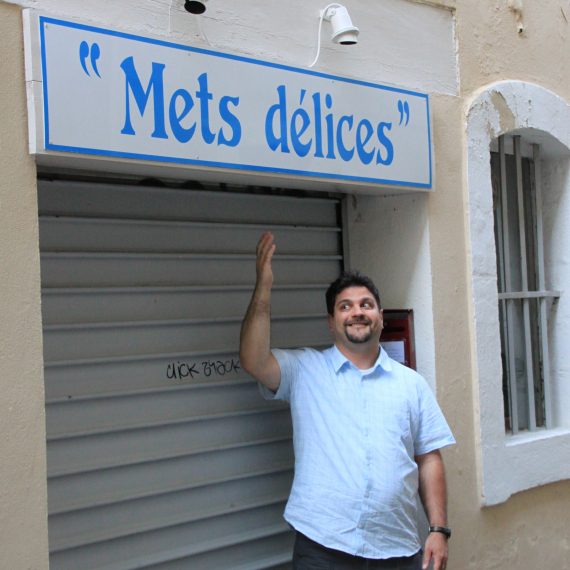 “Mets délices”